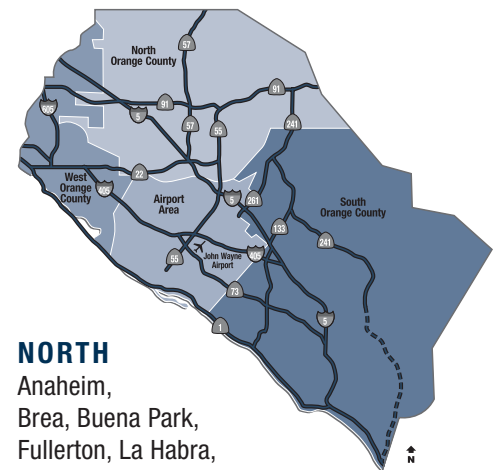 57
North
Orange County
91
91
605
5
57
55
241
22
West
Orange
County
405
Airport
Area
5
261
South
Orange County
133
241
John Wayne
Airport
405
55
73
1
5
NORTH
Anaheim,
Brea, Buena Park,
Fullerton, La Habra,
N